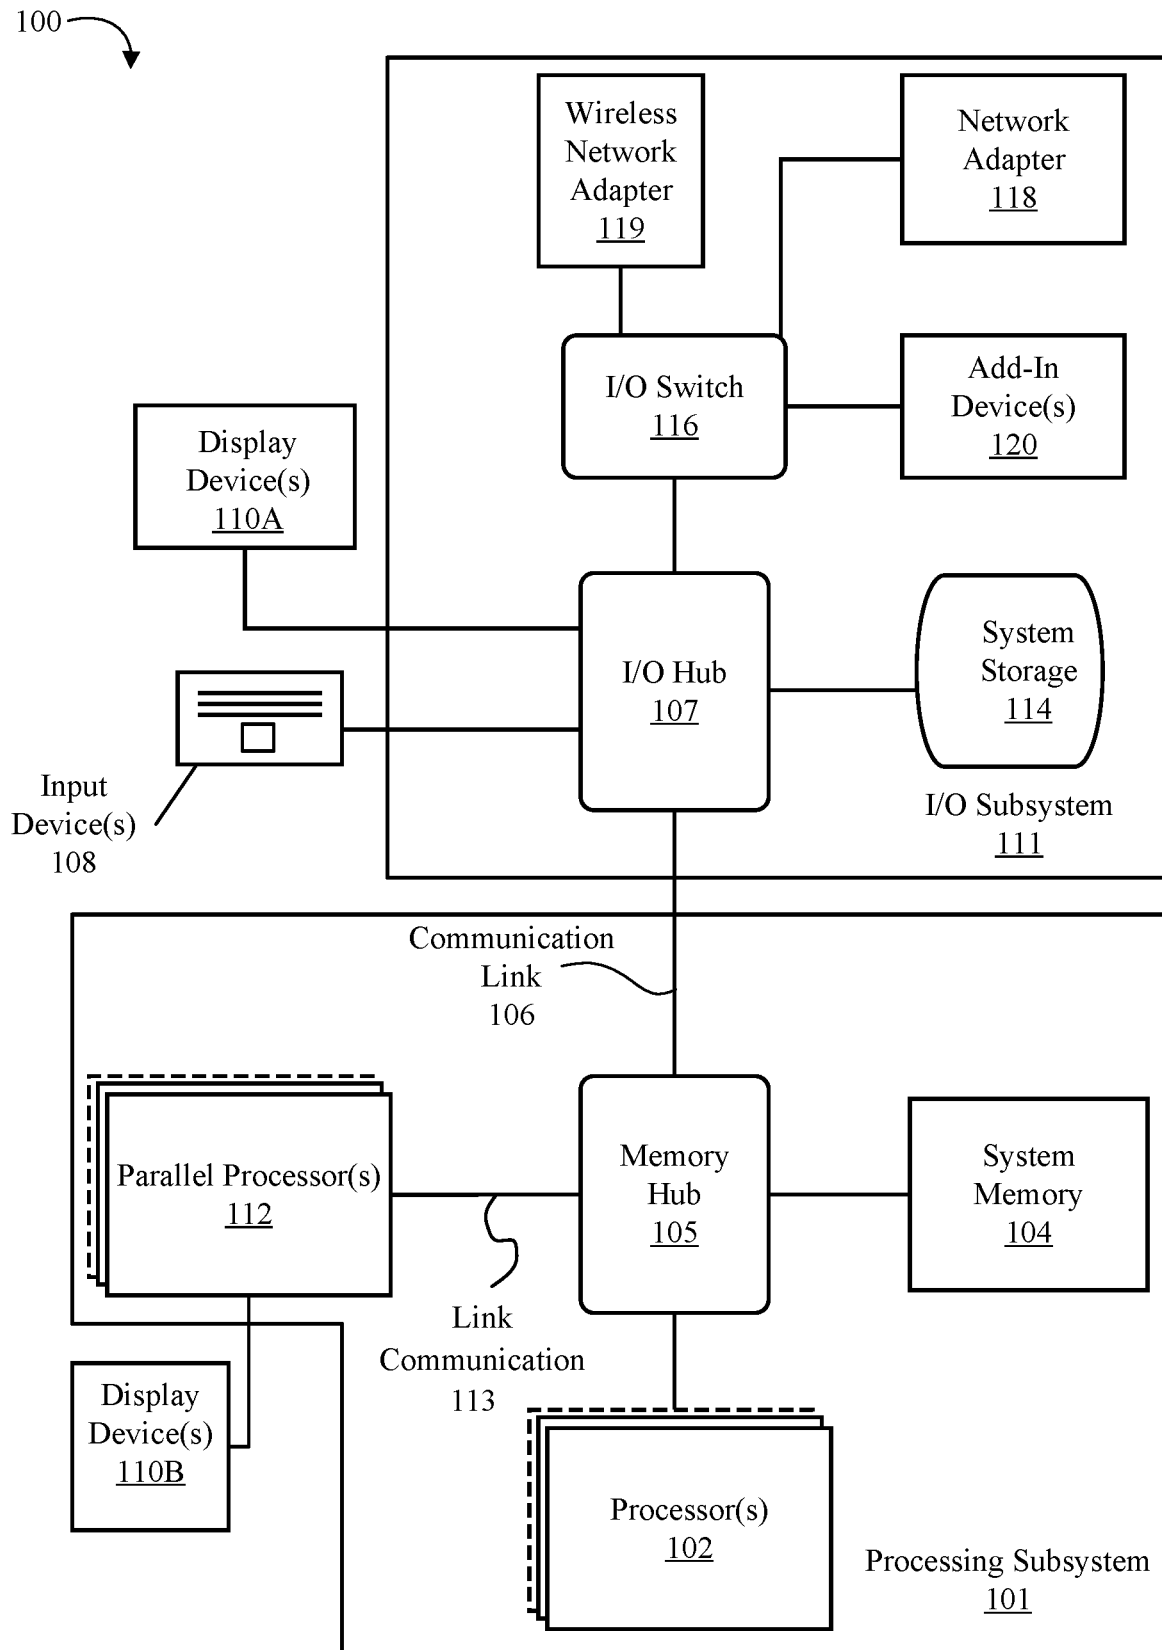 100
Wireless
Network
Adapter
119
Network
Adapter
118
I/O Switch
116
Add-In
Device(s)
120
Display
Device(s)
110A
I/O Hub
107
System
Storage
114
Input
Device(s)
108
I/O Subsystem
111
Communication
Link
106
Parallel Processor(s)
112
Memory
Hub
105
System
Memory
104
Link
Communication
113
Display
Device(s)
110B
Processor(s)
102
Processing Subsystem
101